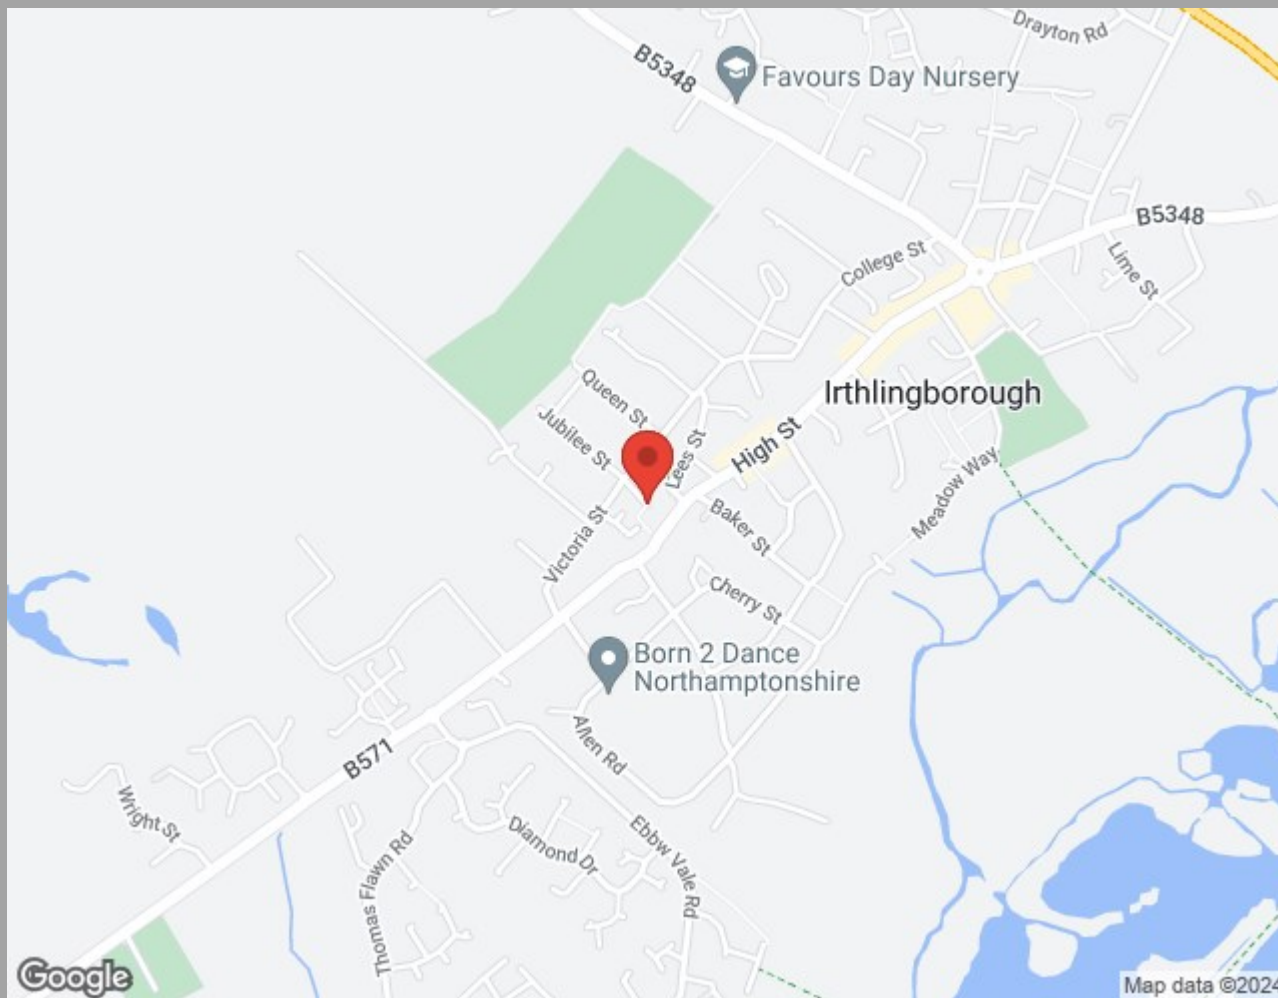 Drayton Rd
B5348
Favours Day Nursery
B5348
College St
Lime St
Irthlingborough
Queen St
Jubilee St
High St
Lees St
Meadow Way
Baker St
Victoria St
Cherry St
Born 2 Dance
Northamptonshire
Allen Rd
B571
Wright St
Diamond Dr
Ebbw Vale Rd
Thomas Flawn Rd
Google
Map data ©2024